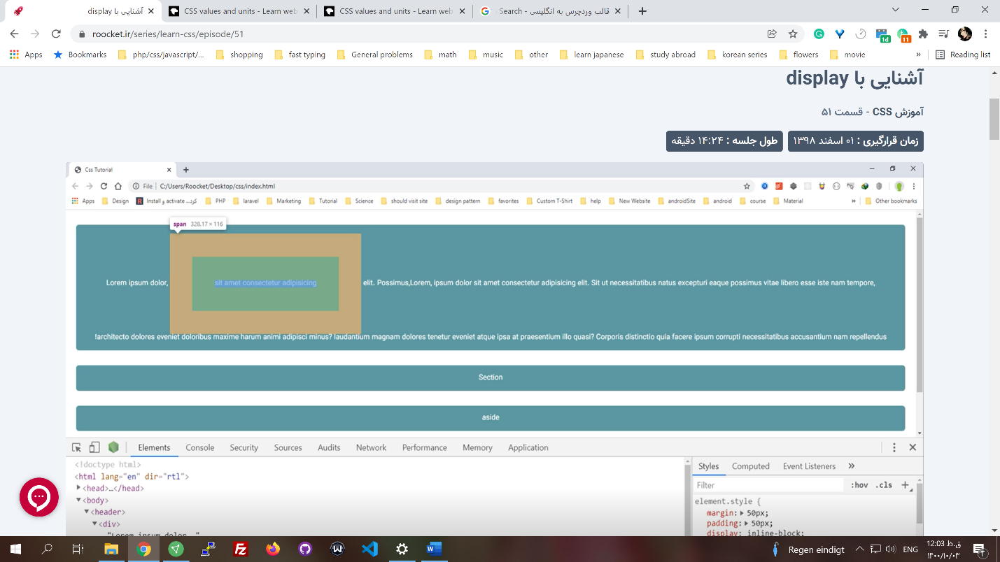 آشنایی با display
CSS values and units - Learn web
CSS values and units - Learn web
قالب وردپرس به انگلیسی - Search
roocket.ir/series/learn-css/episode/51
1d
11
Apps
Bookmarks
php/css/javascript/...
shopping
fast typing
General problems
math
music
other
learn japanese
study abroad
korean series
flowers
movie
»
Reading list
آشنایی با display
آموزش CSS - قسمت ۵۱
زمان قرارگیری : ۰۱ اسفند ۱۳۹۸
طول جلسه : ۱۴:۲۴ دقیقه
Css Tutorial
File | C:/Users/Roocket/Desktop/css/index.html
Apps
Design
Install و activate کرد...
PHP
laravel
Marketing
Tutorial
Science
should visit site
design pattern
favorites
Custom T-Shirt
help
New Website
androidSite
android
course
Material
»
Other bookmarks
span 328.17 × 116
Lorem ipsum dolor, sit amet consectetur adipisicing elit. Possimus,Lorem, ipsum dolor sit amet consectetur adipisicing elit. Sit ut necessitatibus natus excepturi eaque possimus vitae libero esse iste nam tempore,
!architecto dolores eveniet doloribus maxime harum animi adipisci minus? laudantium magnam dolores tenetur eveniet atque ipsa at praesentium illo quasi? Corporis distinctio quia facere ipsum corrupti necessitatibus accusantium nam repellendus
Section
aside
Elements
Console
Security
Sources
Audits
Network
Performance
Memory
Application
<!doctype html>
<html lang="en" dir="rtl">
<head>…</head>
<body>
<header>
<div>
"Lorem ipsum dolor, "
Styles
Computed
Event Listeners
»
Filter
:hov .cls +
element.style {
margin: 50px;
padding: 50px;
display: inline-block;
Regen eindigt
ENG
12:03 ق.ظ
۱۴۰۰/۱۰/۰۳
1